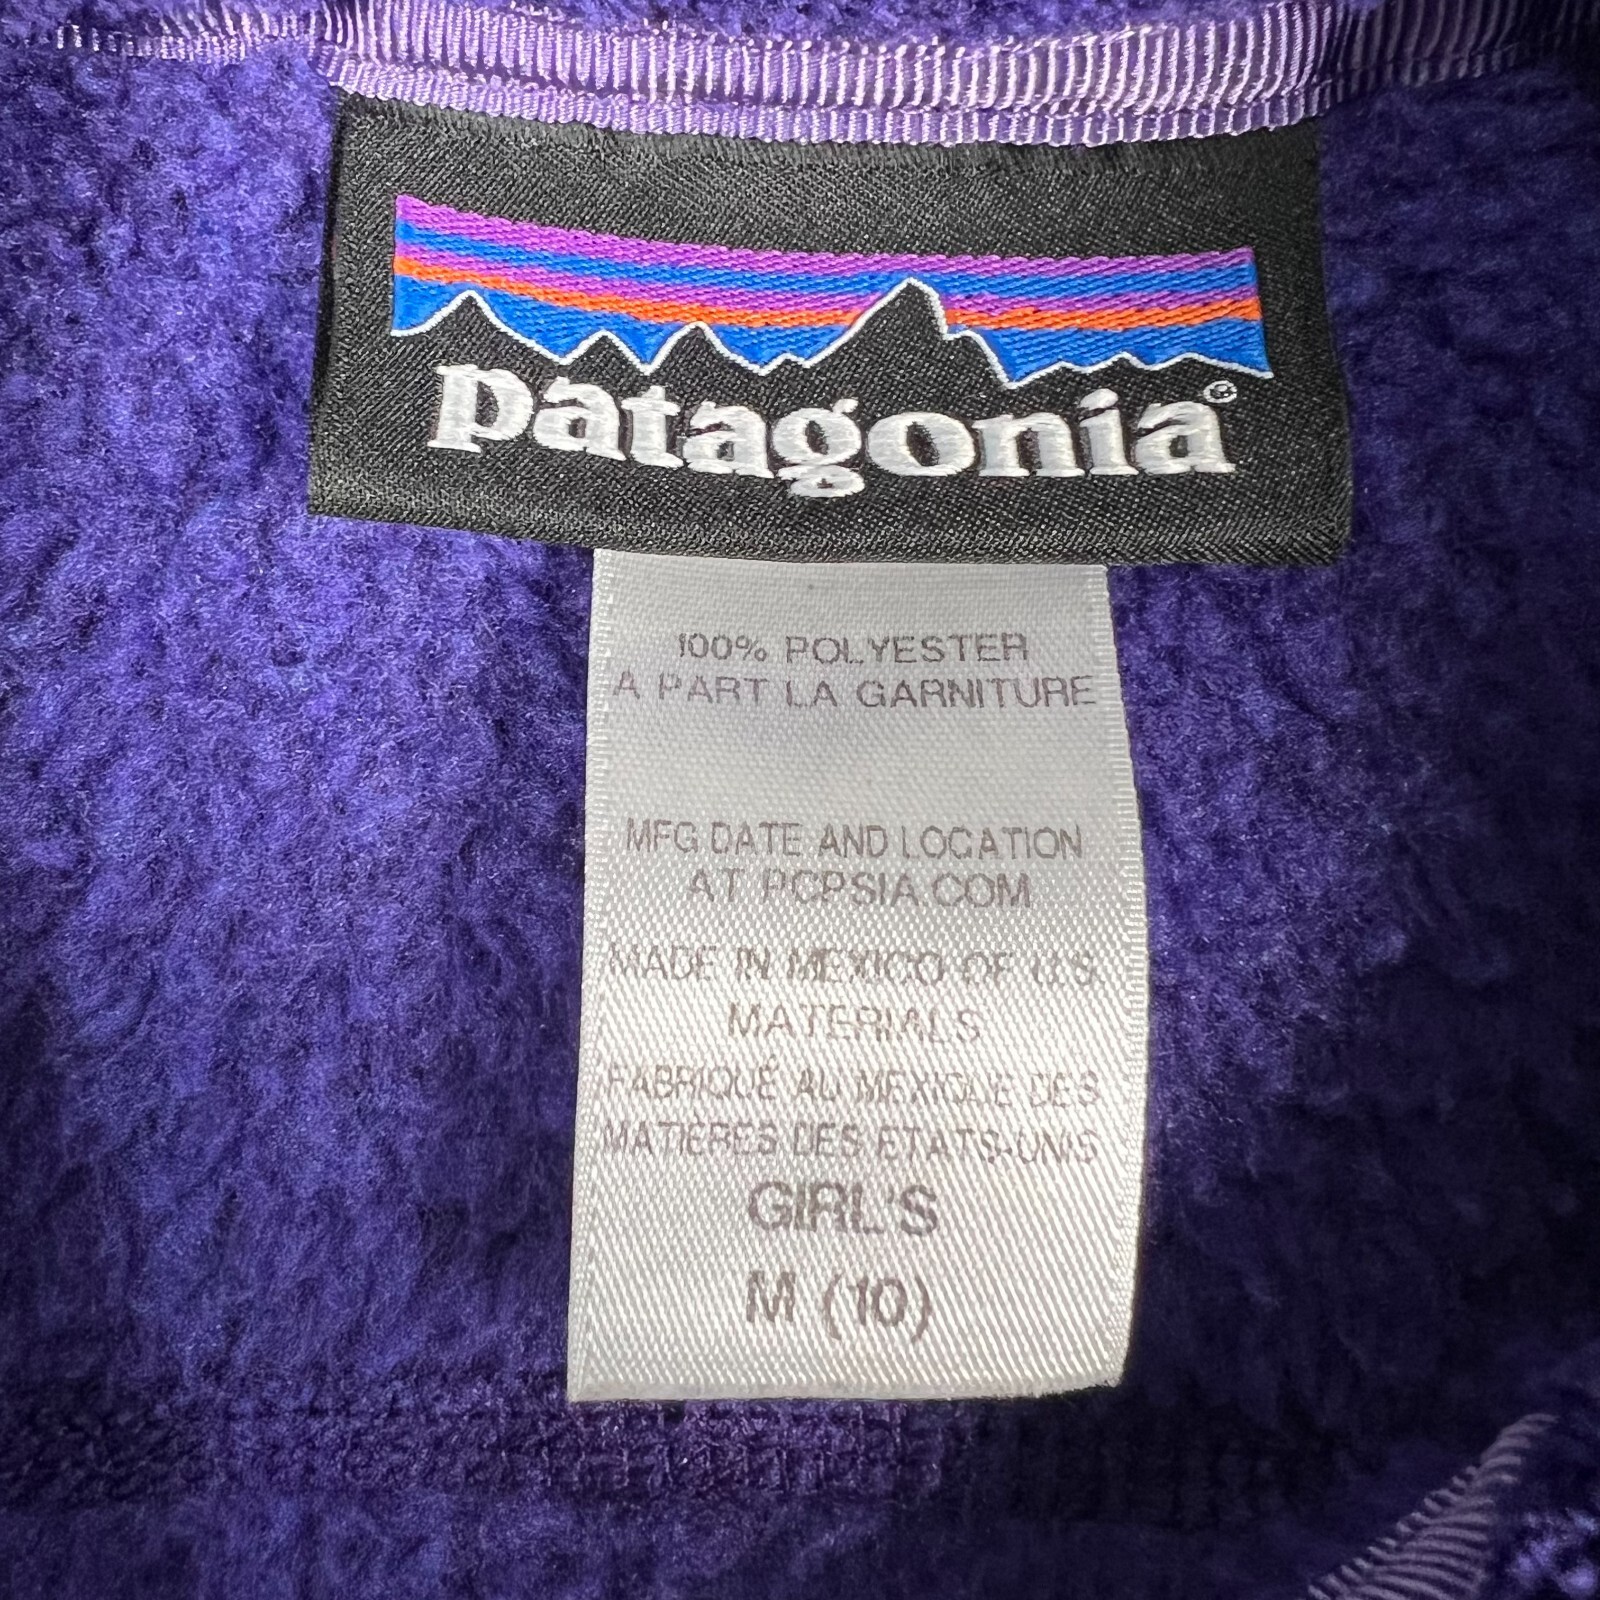 patagonia®
100% POLYESTER
A PART LA GARNITURE
MFG DATE AND LOCATION
AT PCPSIA.COM
MADE IN MEXICO OF U.S.
MATERIALS
FABRIQUÉ AU MEXIQUE DES
MATIÈRES DES ETATS-UNIS
GIRL'S
M (10)